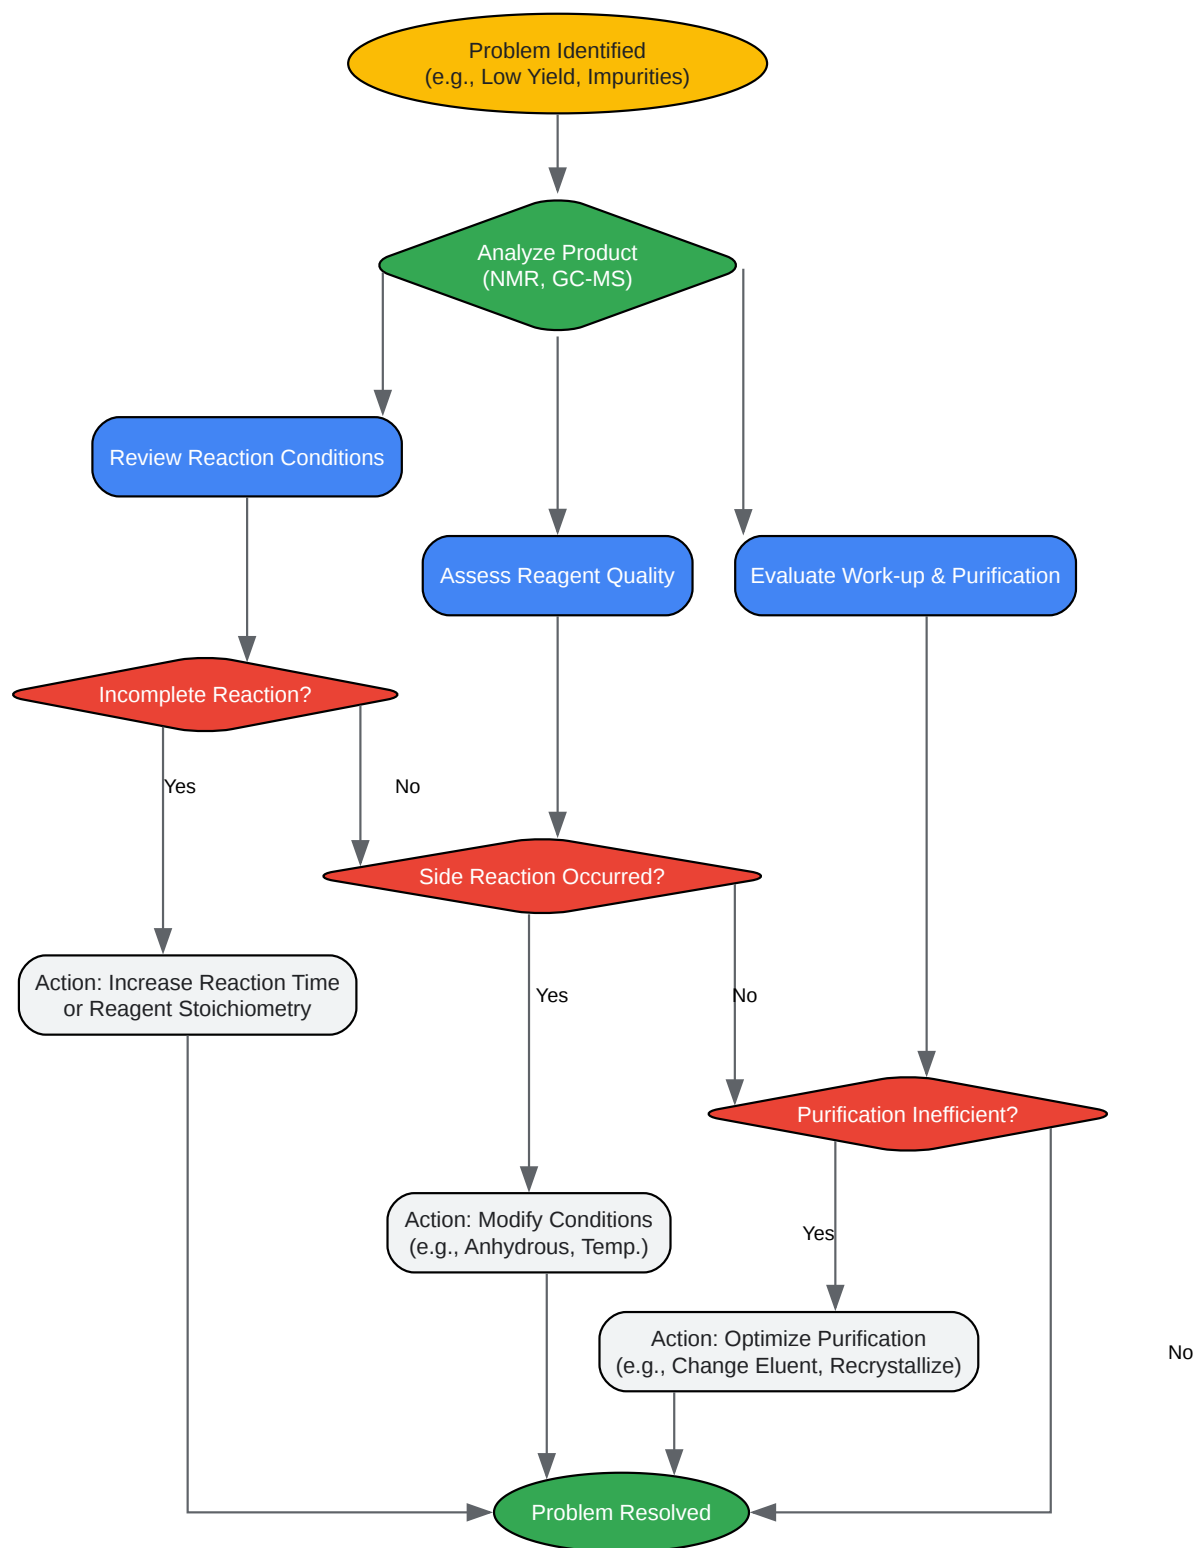 Problem Identified
(e.g., Low Yield, Impurities)
Analyze Product
(NMR, GC-MS)
Review Reaction Conditions
Assess Reagent Quality
Evaluate Work-up & Purification
Incomplete Reaction?
Yes
No
Side Reaction Occurred?
Action: Increase Reaction Time
or Reagent Stoichiometry
Yes
No
Purification Inefficient?
Action: Modify Conditions
(e.g., Anhydrous, Temp.)
Yes
Action: Optimize Purification
(e.g., Change Eluent, Recrystallize)
No
Problem Resolved